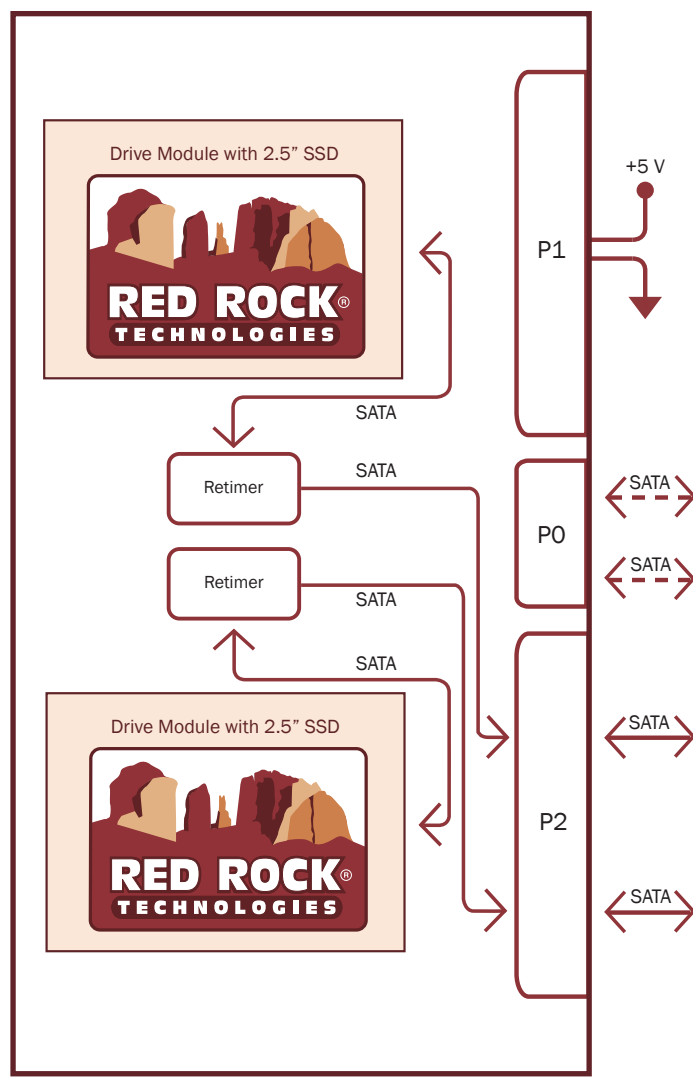 Drive Module with 2.5” SSD
RED ROCK®
TECHNOLOGIES
P1
+5 V
SATA
Retimer
SATA
P0
SATA
SATA
Retimer
SATA
SATA
Drive Module with 2.5” SSD
RED ROCK®
TECHNOLOGIES
P2
SATA
SATA